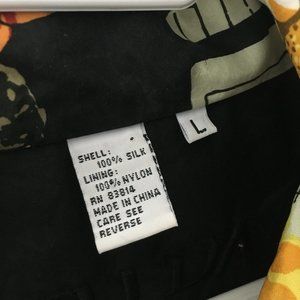 L
SHELL:
100% SILK
LINING:
100% NYLON
RN 83814
MADE IN CHINA
CARE SEE
REVERSE